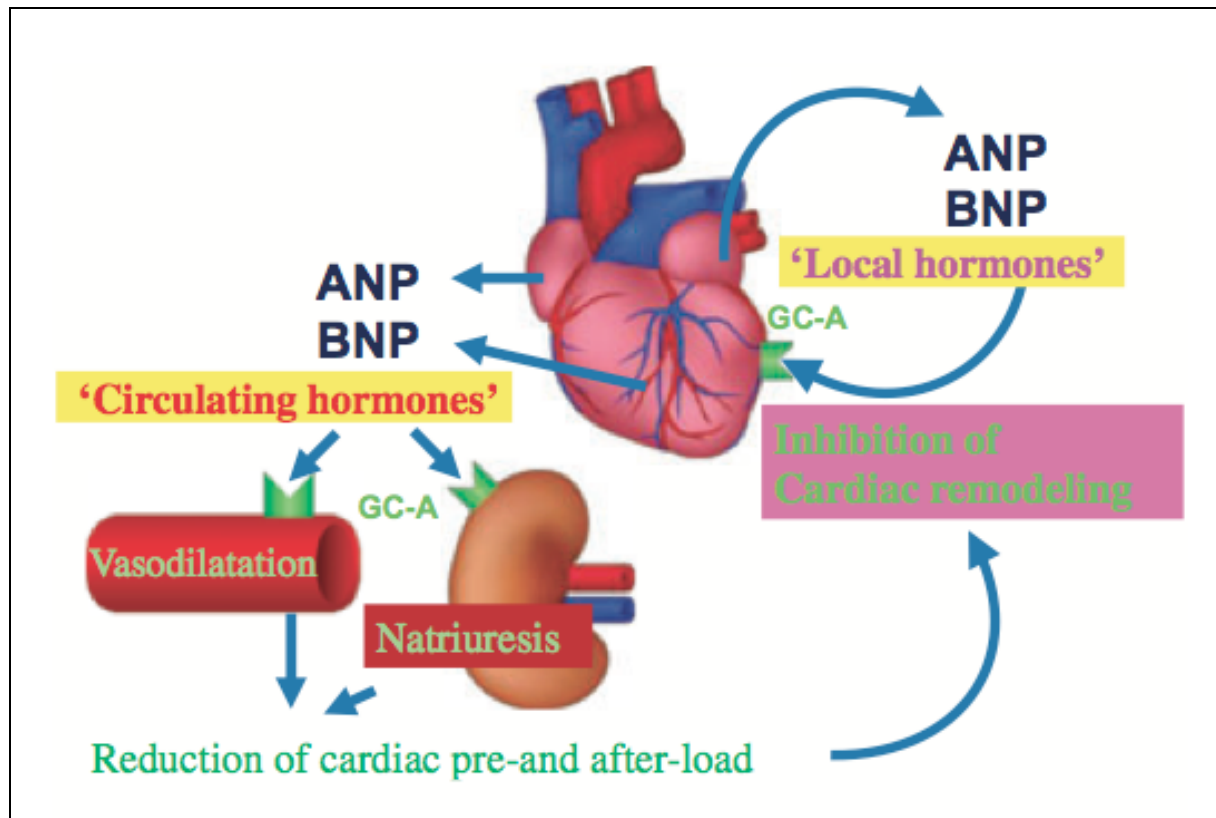 ANP
BNP
‘Local hormones’
GC-A
ANP
BNP
‘Circulating hormones’
Inhibition of
Cardiac remodeling
GC-A
Vasodilatation
Natriuresis
Reduction of cardiac pre-and after-load